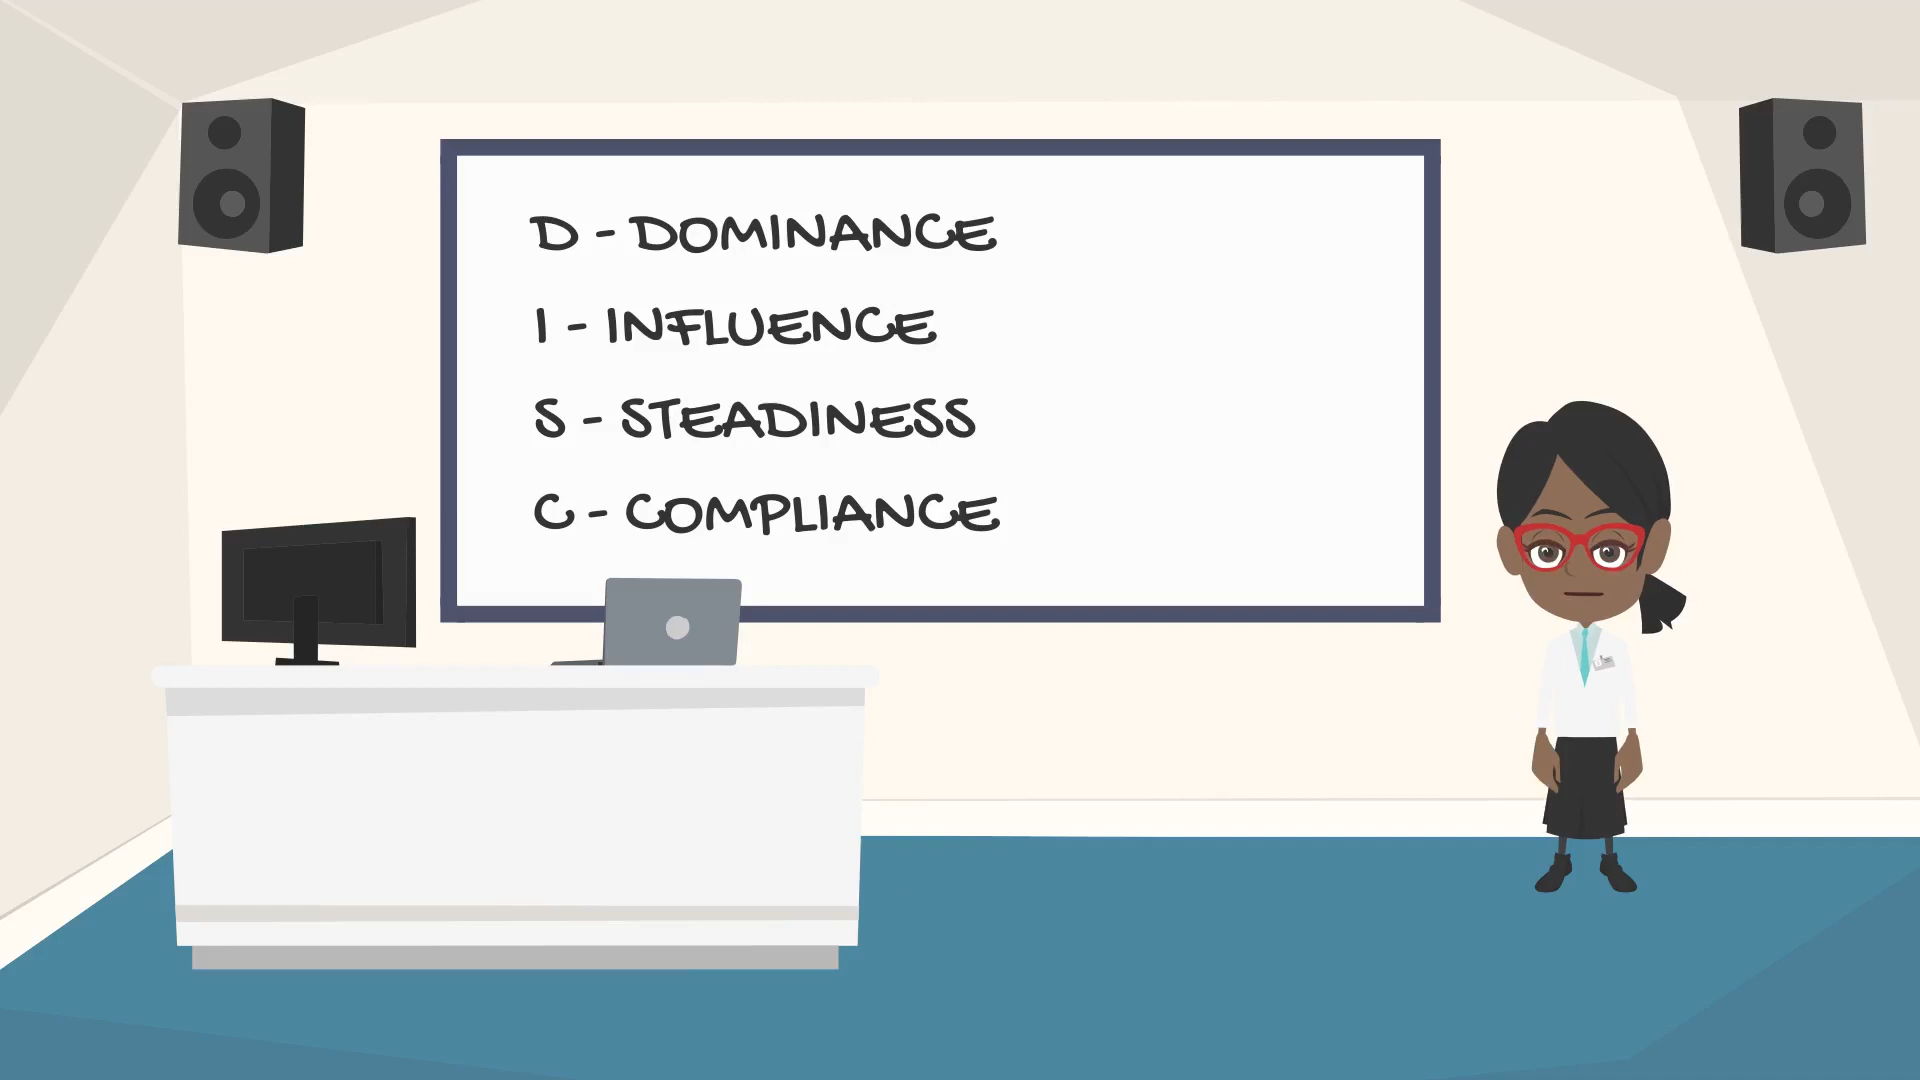 D - DOMINANCE
I - INFLUENCE
S - STEADINESS
C - COMPLIANCE